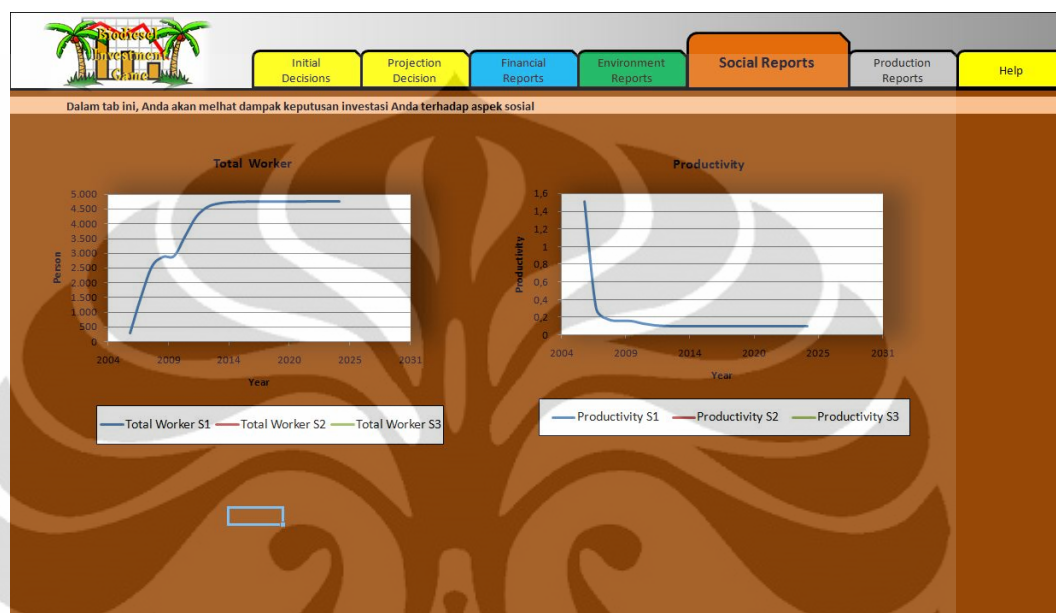 Biodiesel
Investment
Game
Initial
Decisions
Projection
Decision
Financial
Reports
Environment
Reports
Social Reports
Production
Reports
Help
Dalam tab ini, Anda akan melhat dampak keputusan investasi Anda terhadap aspek sosial
Total Worker
Person
5.000
4.500
4.000
3.500
3.000
2.500
2.000
1.500
1.000
500
0
2004 2009 2014 2020 2025 2031
Year
Total Worker S1 Total Worker S2 Total Worker S3
Productivity
Productivity
1,6
1,4
1,2
1
0,8
0,6
0,4
0,2
0
2004 2009 2014 2020 2025 2031
Year
Productivity S1 Productivity S2 Productivity S3